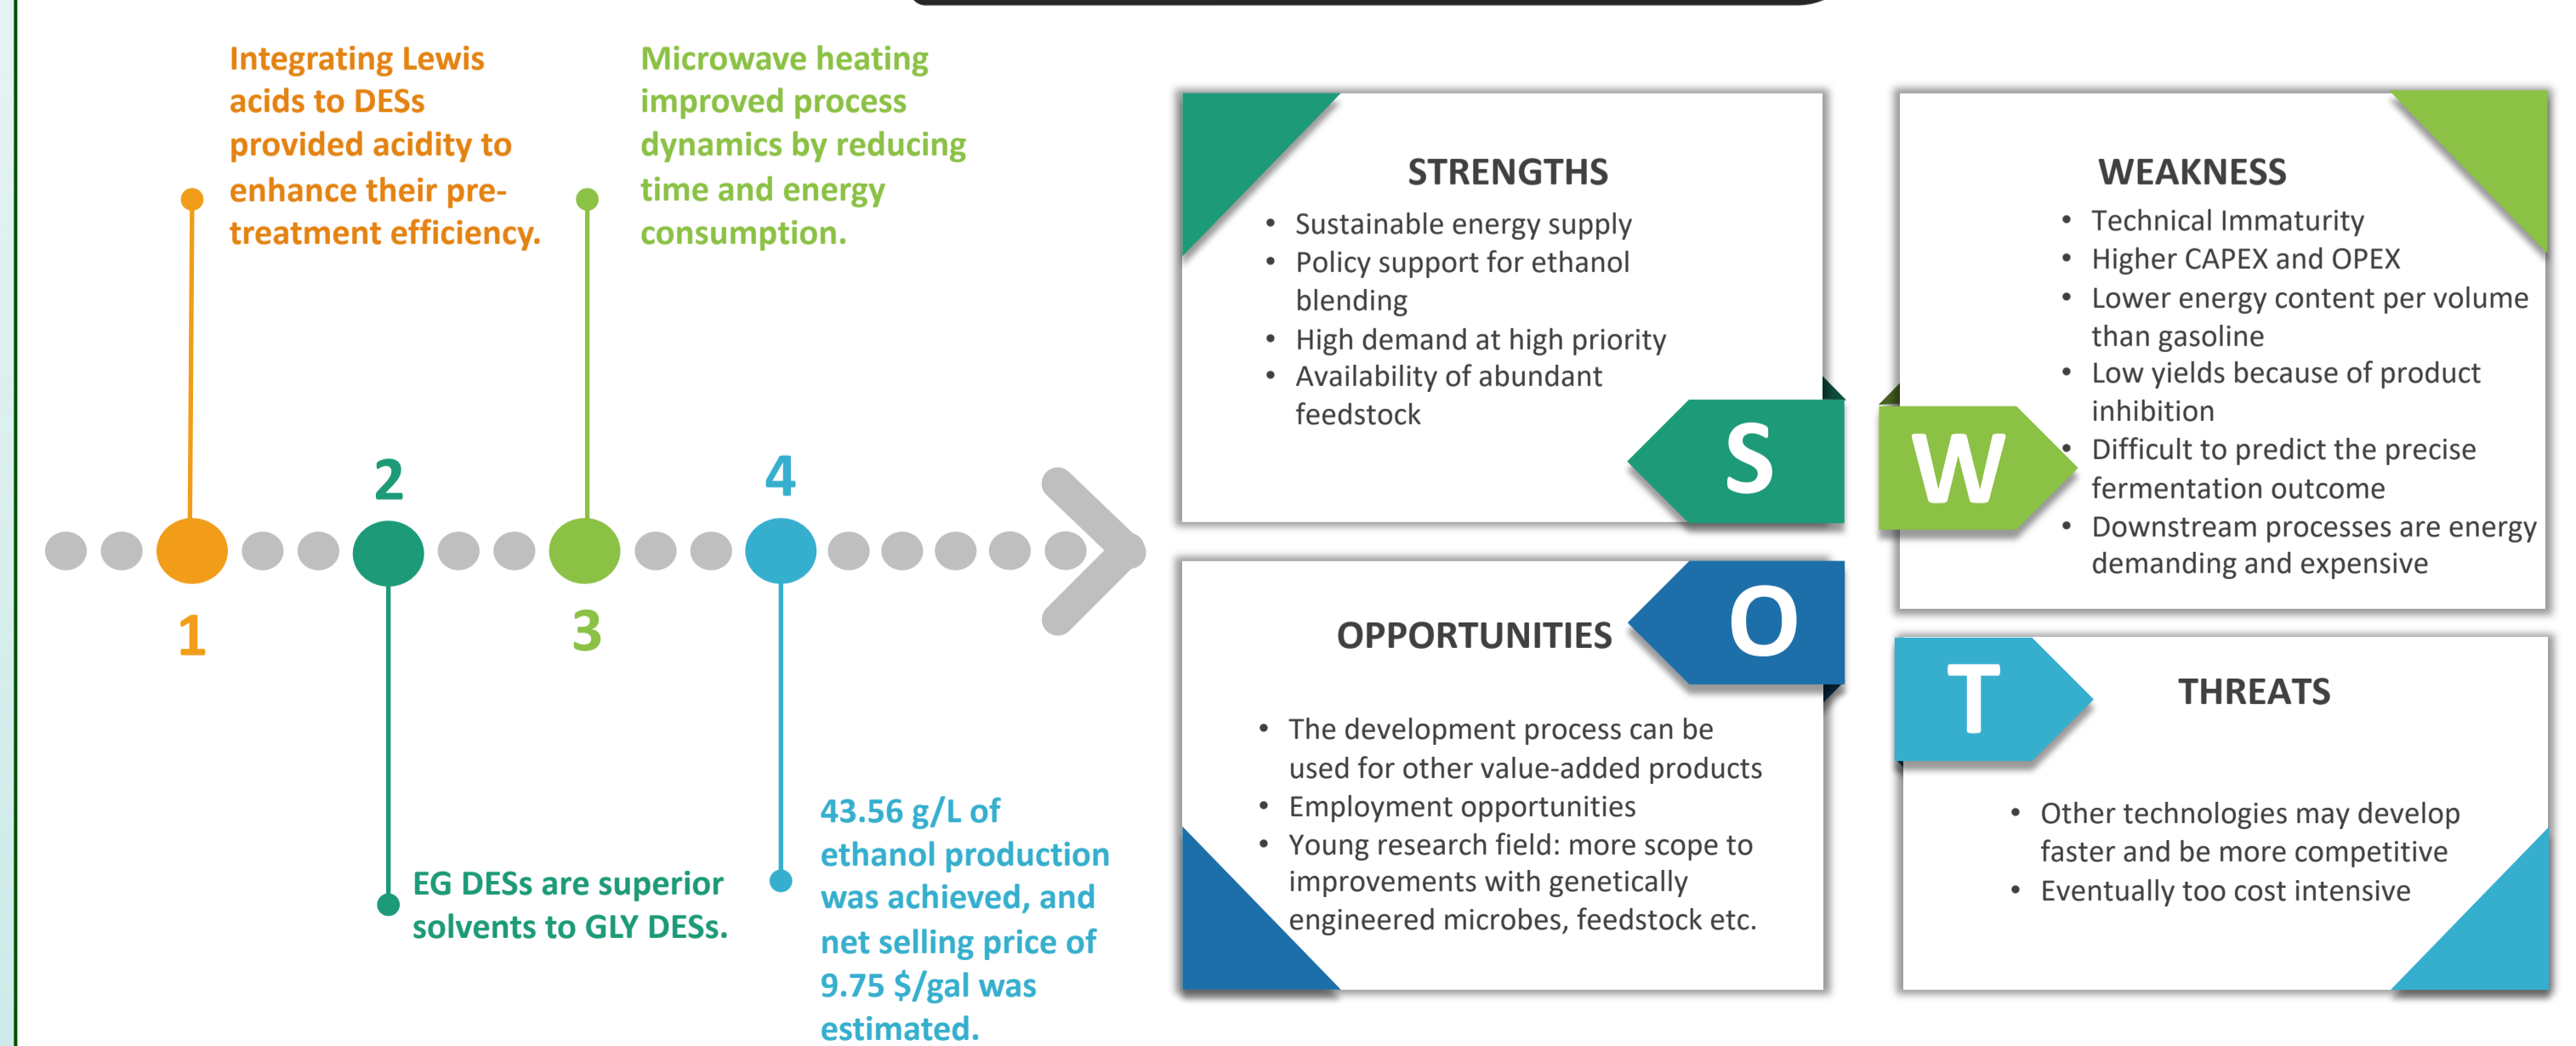 Integrating Lewis
acids to DESs
provided acidity to
enhance their pre-
treatment efficiency.
1
2
EG DESs are superior
solvents to GLY DESs.
Microwave heating
improved process
dynamics by reducing
time and energy
consumption.
3
4
43.56 g/L of
ethanol production
was achieved, and
net selling price of
9.75 $/gal was
estimated.
STRENGTHS
• Sustainable energy supply
• Policy support for ethanol
blending
• High demand at high priority
• Availability of abundant
feedstock
S
WEAKNESS
• Technical Immaturity
• Higher CAPEX and OPEX
• Lower energy content per volume
than gasoline
• Low yields because of product
inhibition
• Difficult to predict the precise
fermentation outcome
• Downstream processes are energy
demanding and expensive
W
OPPORTUNITIES
O
• The development process can be
used for other value-added products
• Employment opportunities
• Young research field: more scope to
improvements with genetically
engineered microbes, feedstock etc.
T
THREATS
• Other technologies may develop
faster and be more competitive
• Eventually too cost intensive